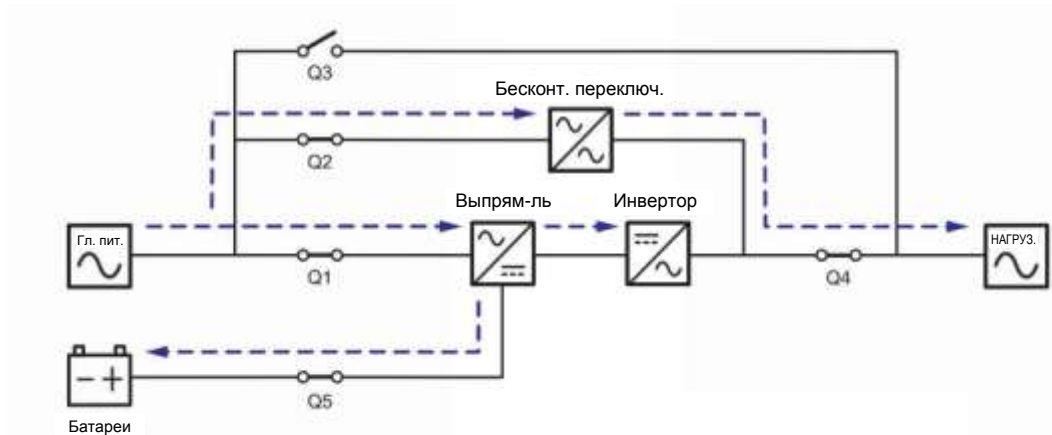 Q3
Бесконт. переключ.
Q2
Выпрям-ль
Инвертор
Гл. пит.
НАГРУЗ.
Q1
Q4
Q5
Батареи